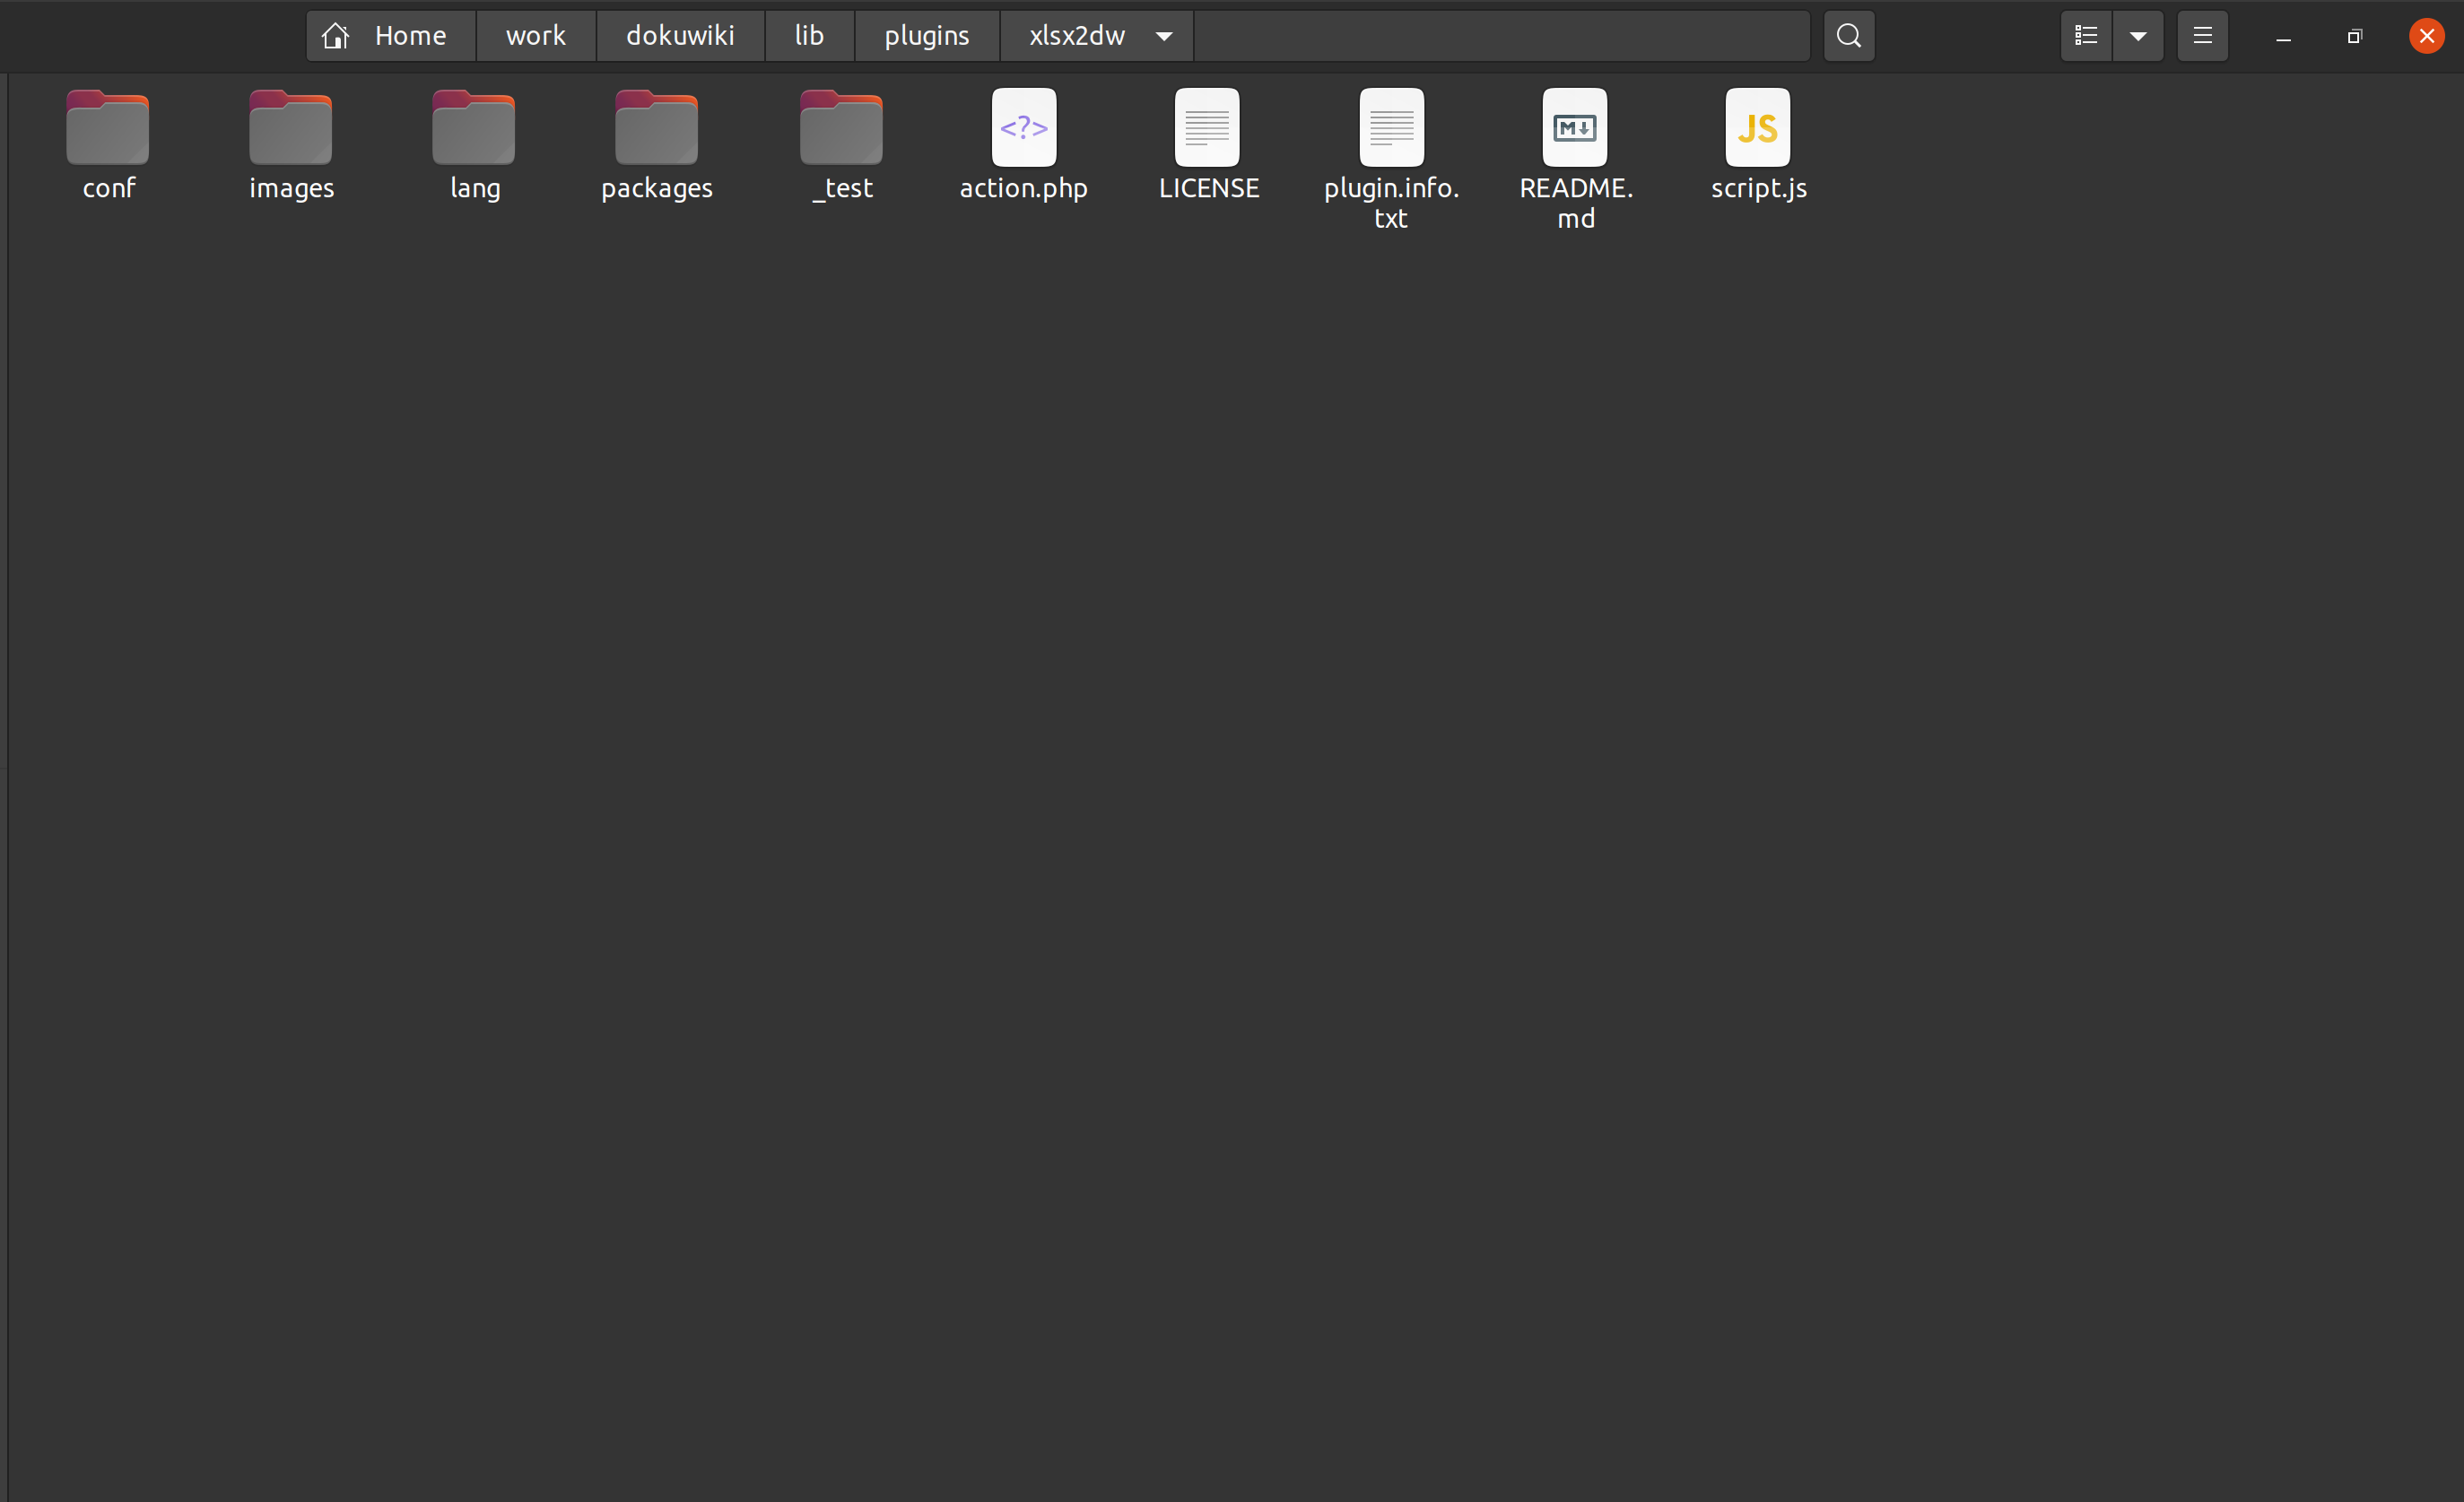 Home work dokuwiki lib plugins xlsx2dw
<?> M↓ JS
conf images lang packages _test action.php LICENSE plugin.info. README. script.js
txt md